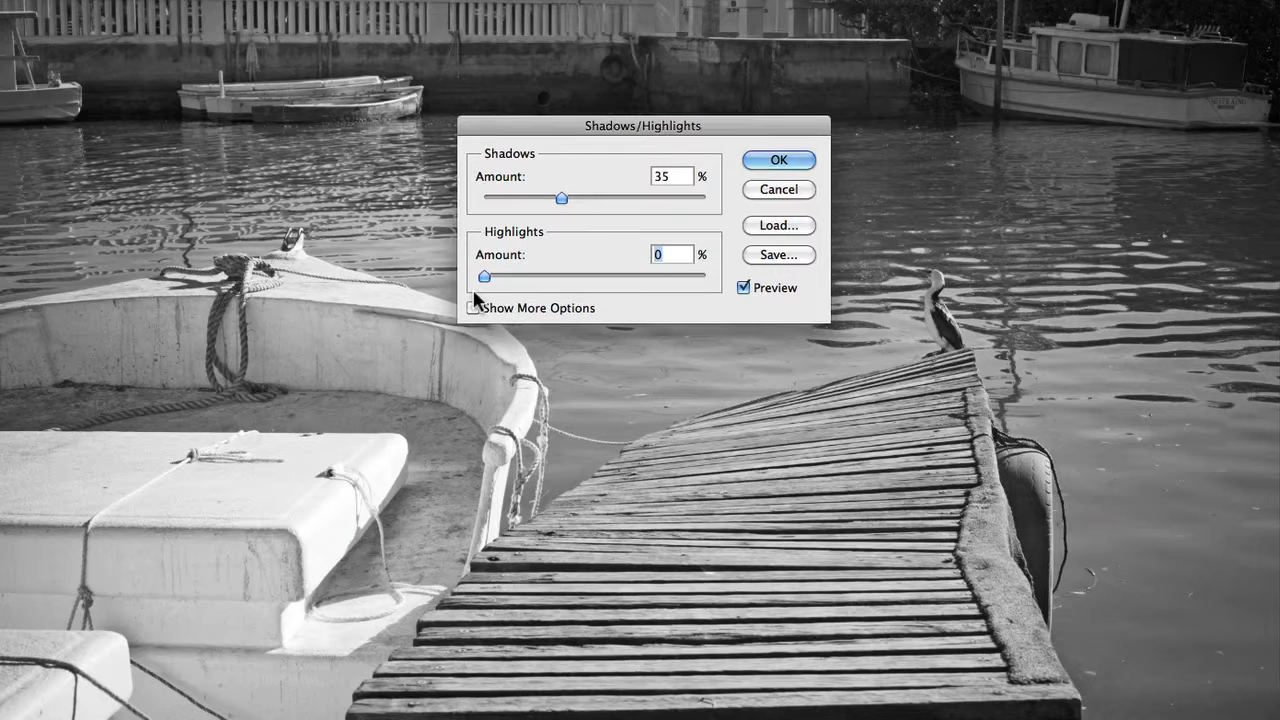 Shadows/Highlights
Shadows
Amount: 35 %
Highlights
Amount: 0 %
Show More Options
OK
Cancel
Load...
Save...
Preview